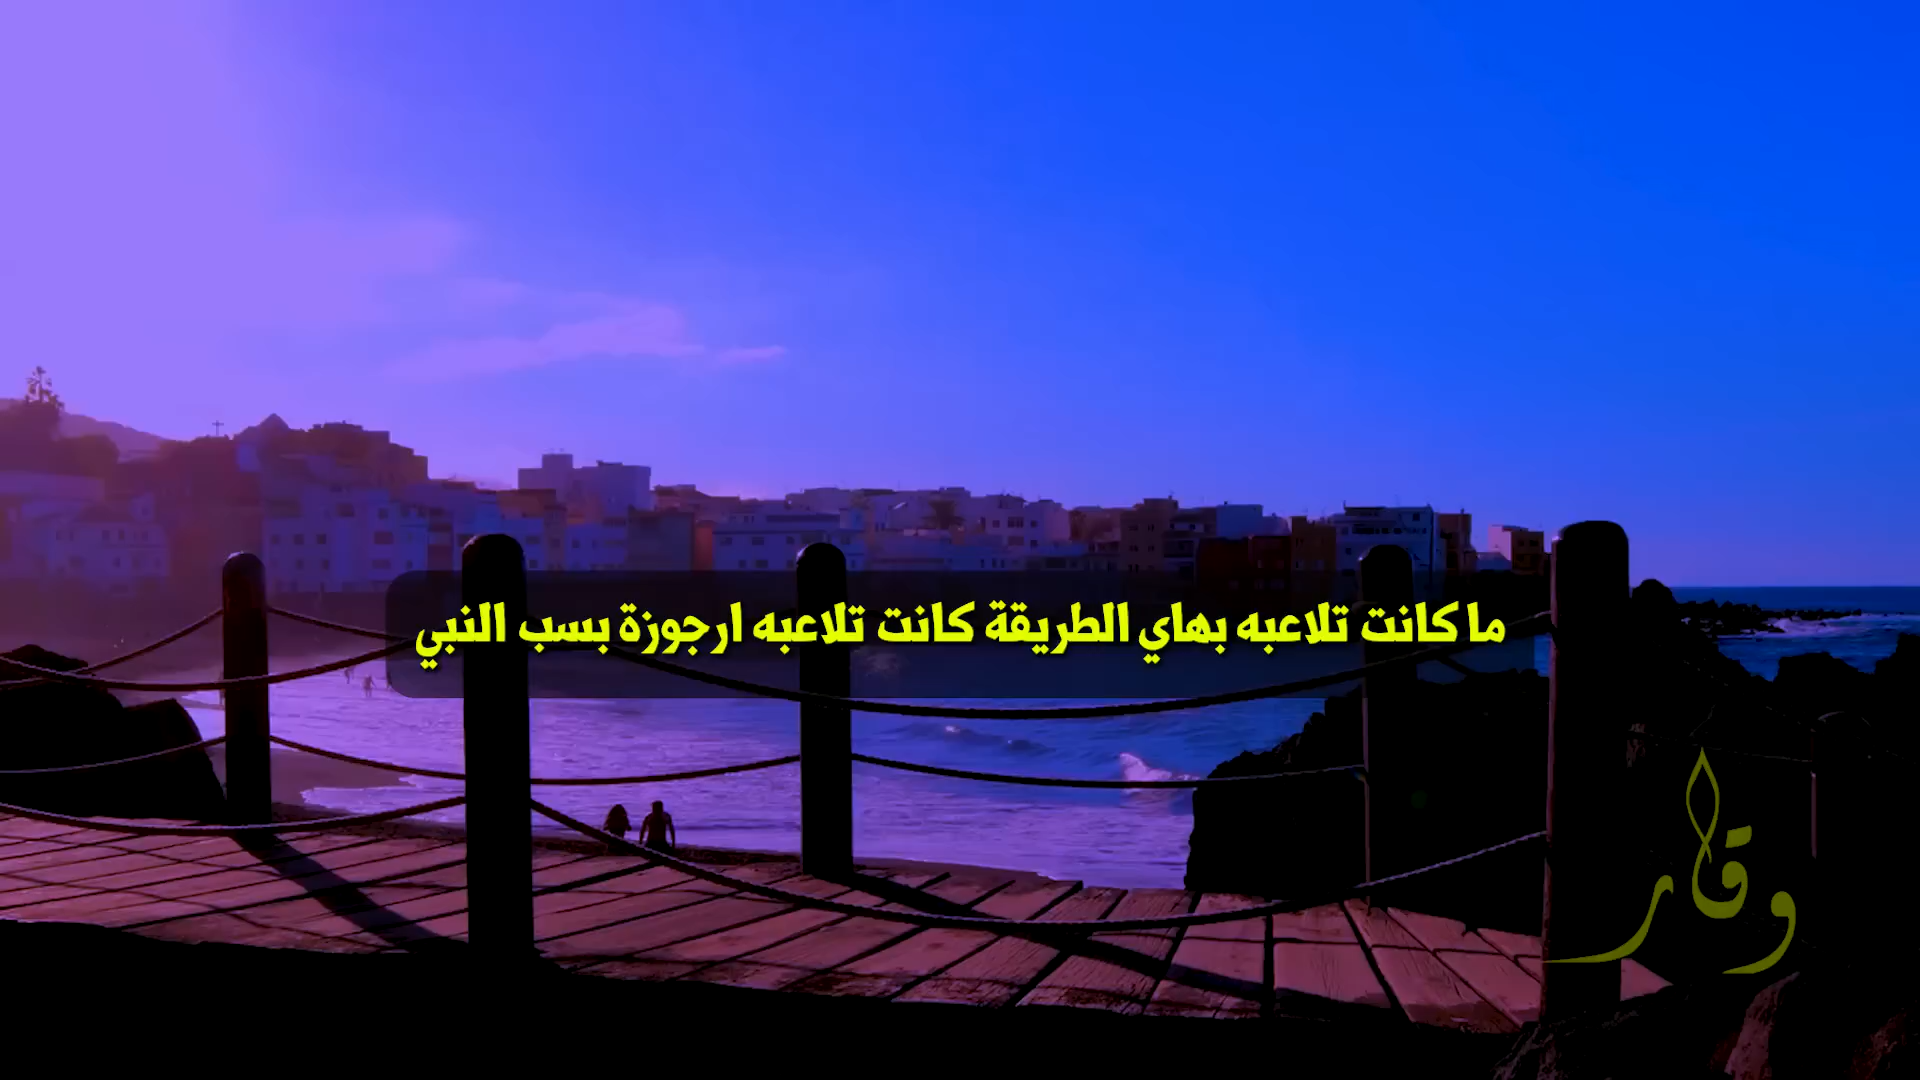 ما كانت تلاعبه بهاي الطريقة كانت تلاعبه ارجوزة بسب النبي
وقار